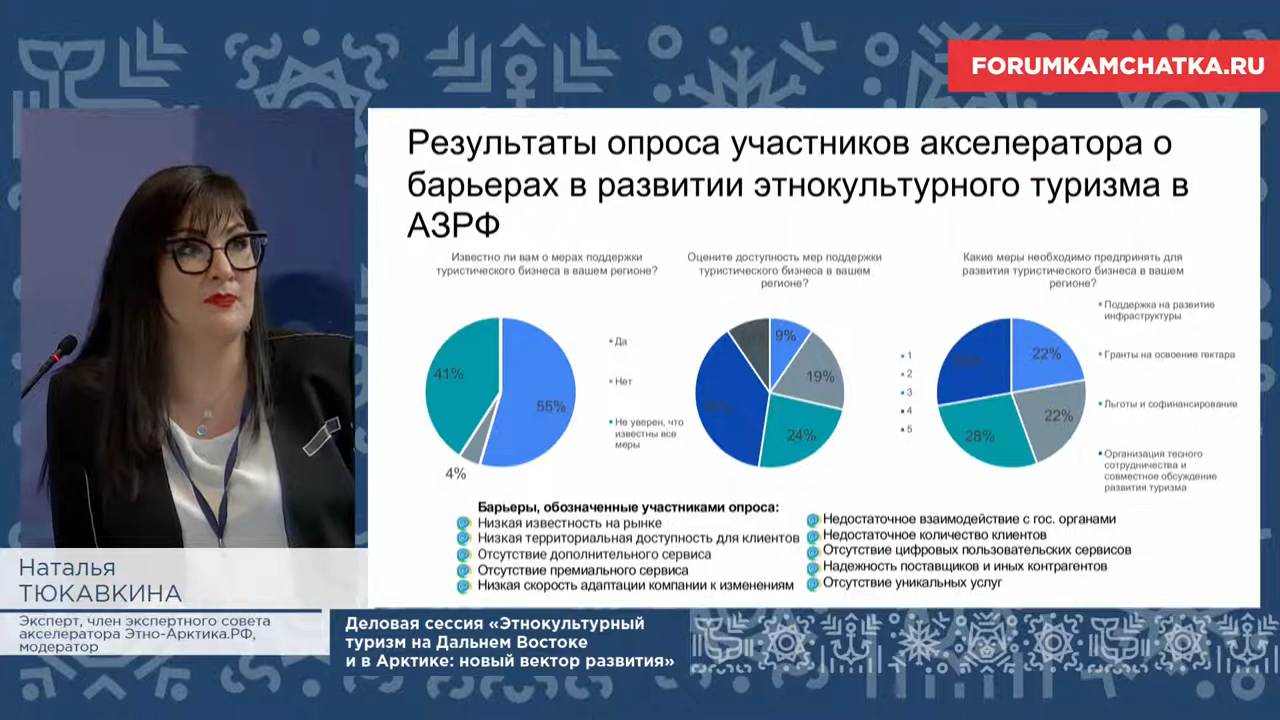 FORUMKAMCHATKA.RU
Результаты опроса участников акселератора о
барьерах в развитии этнокультурного туризма в
АЗРФ
Известно ли вам о мерах поддержки
туристического бизнеса в вашем регионе?
41%
55%
4%
Да
Нет
Не уверен, что
известны все
меры
Оцените доступность мер поддержки
туристического бизнеса в вашем
регионе?
9%
19%
24%
1
2
3
4
5
Какие меры необходимо предпринять для
развития туристического бизнеса в вашем
регионе?
22%
22%
28%
Поддержка на развитие
инфраструктуры
Гранты на освоение гектара
Льготы и софинансирование
Организация тесного
сотрудничества и
совместное обсуждение
развития туризма
Барьеры, обозначенные участниками опроса:
Низкая известность на рынке
Низкая территориальная доступность для клиентов
Отсутствие дополнительного сервиса
Отсутствие премиального сервиса
Низкая скорость адаптации компании к изменениям
Недостаточное взаимодействие с гос. органами
Недостаточное количество клиентов
Отсутствие цифровых пользовательских сервисов
Надежность поставщиков и иных контрагентов
Отсутствие уникальных услуг
Наталья
ТЮКАВКИНА
Эксперт, член экспертного совета
акселератора Этно-Арктика.РФ,
модератор
Деловая сессия «Этнокультурный
туризм на Дальнем Востоке
и в Арктике: новый вектор развития»